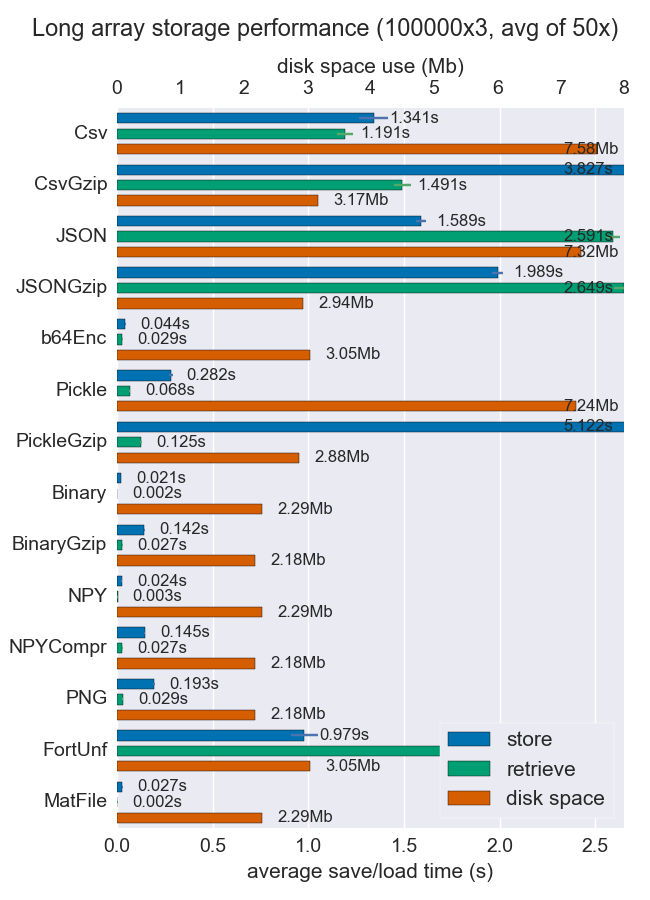 Long array storage performance (100000x3, avg of 50x)
disk space use (Mb)
0 1 2 3 4 5 6 7 8
Csv
1.341s
1.191s
7.58Mb
CsvGzip
3.827s
1.491s
3.17Mb
JSON
1.589s
2.591s
7.32Mb
JSONGzip
1.989s
2.649s
2.94Mb
b64Enc
0.044s
0.029s
3.05Mb
Pickle
0.282s
0.068s
7.24Mb
PickleGzip
5.122s
0.125s
2.88Mb
Binary
0.021s
0.002s
2.29Mb
BinaryGzip
0.142s
0.027s
2.18Mb
NPY
0.024s
0.003s
2.29Mb
NPYCompr
0.145s
0.027s
2.18Mb
PNG
0.193s
0.029s
2.18Mb
FortUnf
0.979s
3.05Mb
MatFile
0.027s
0.002s
2.29Mb
store
retrieve
disk space
0.0 0.5 1.0 1.5 2.0 2.5
average save/load time (s)